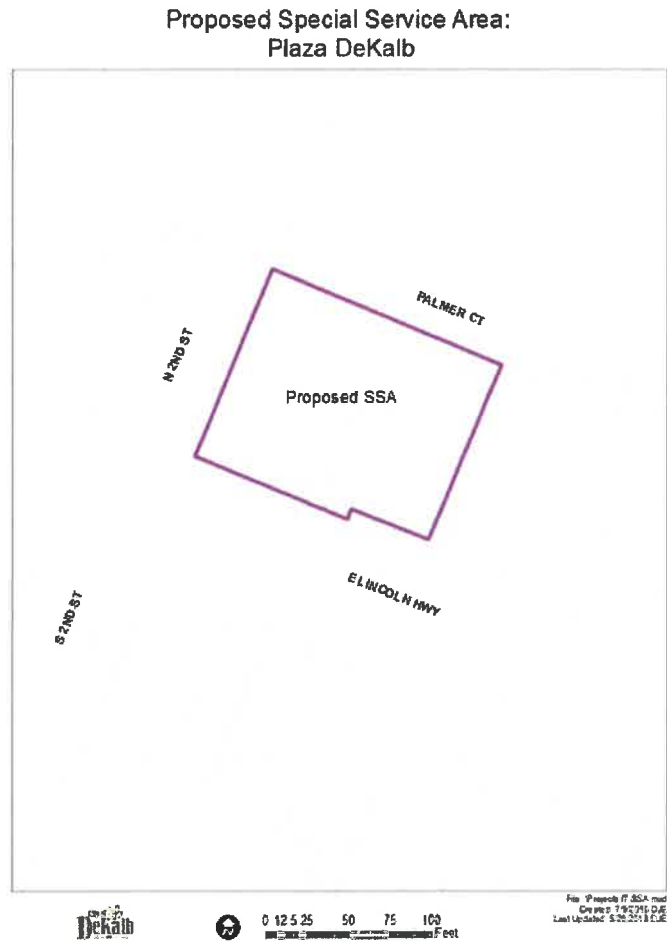 Proposed Special Service Area:
Plaza DeKalb
PALMER CT
N 2ND ST
Proposed SSA
E LINCOLN HWY
S 2ND ST
DeKalb
0 12.5 25 50 75 100
Feet